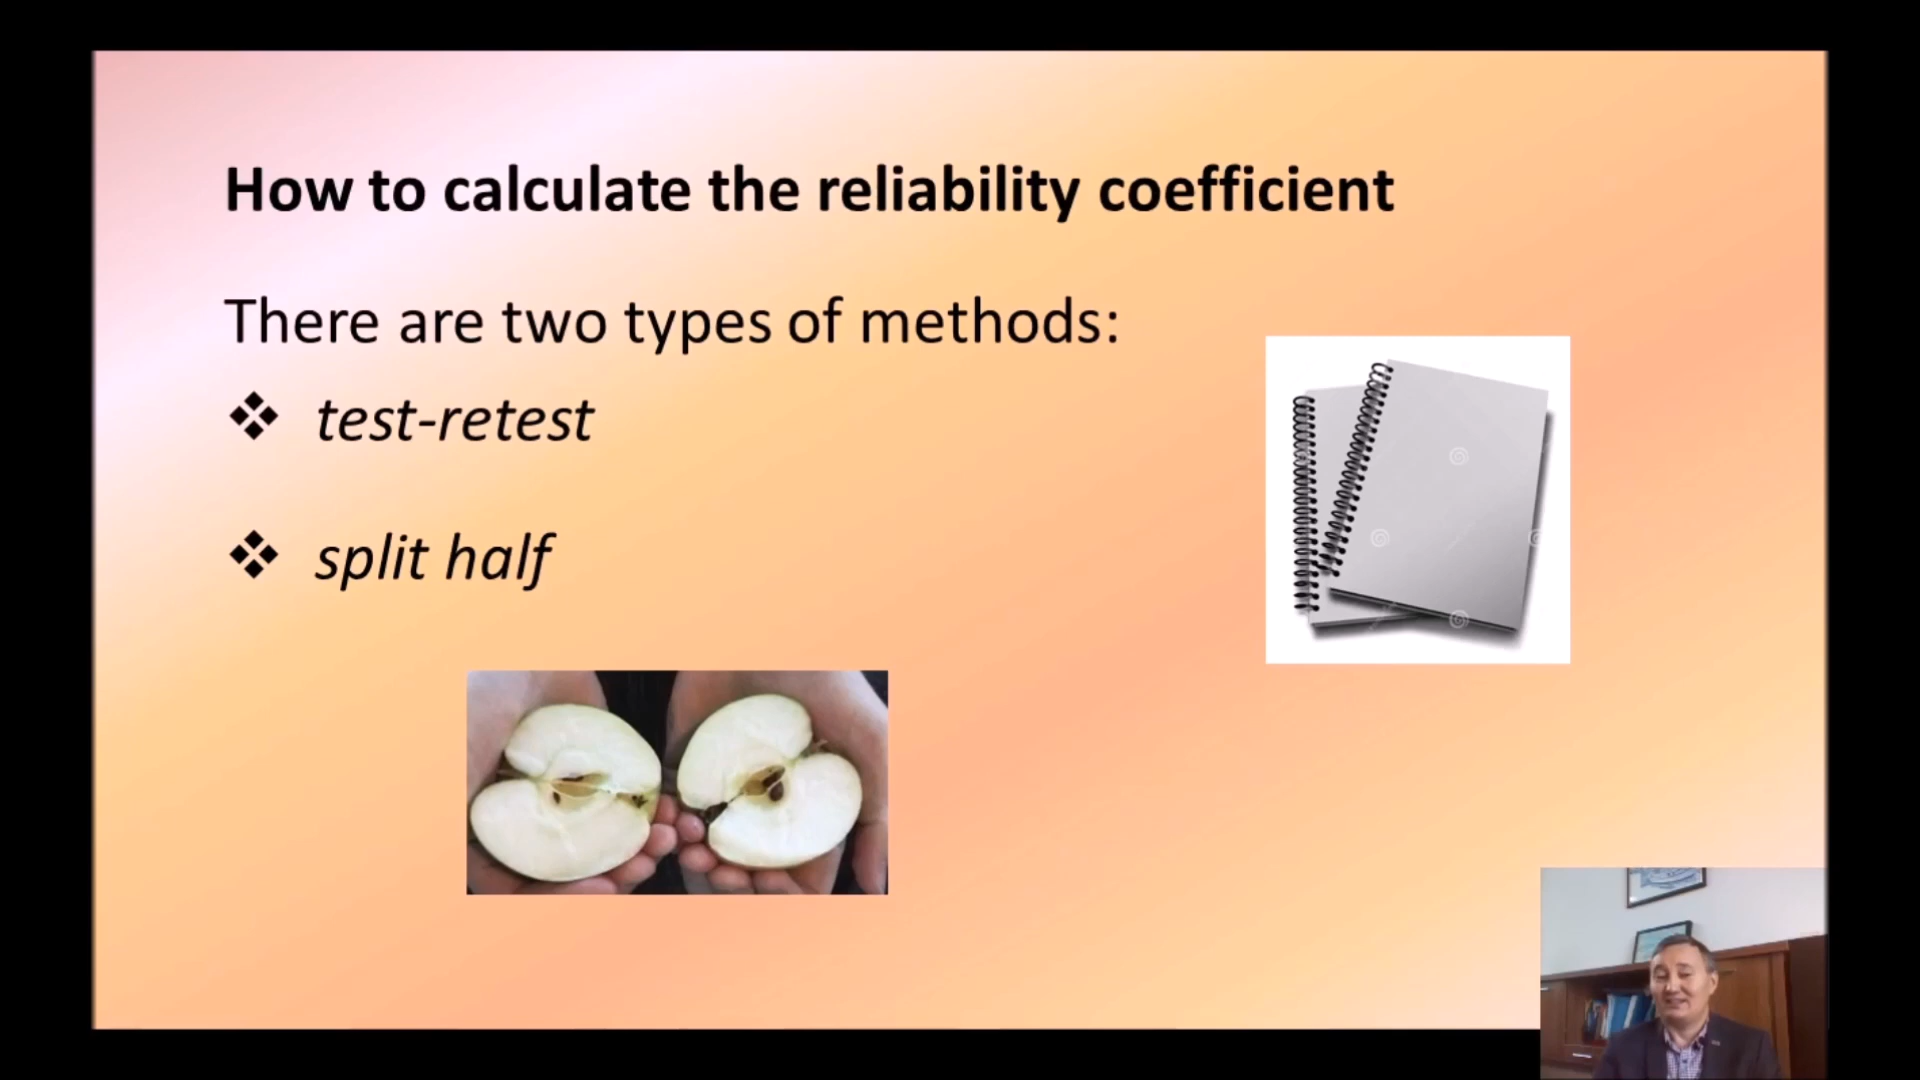 How to calculate the reliability coefficient
There are two types of methods:
❖ test-retest
❖ split half